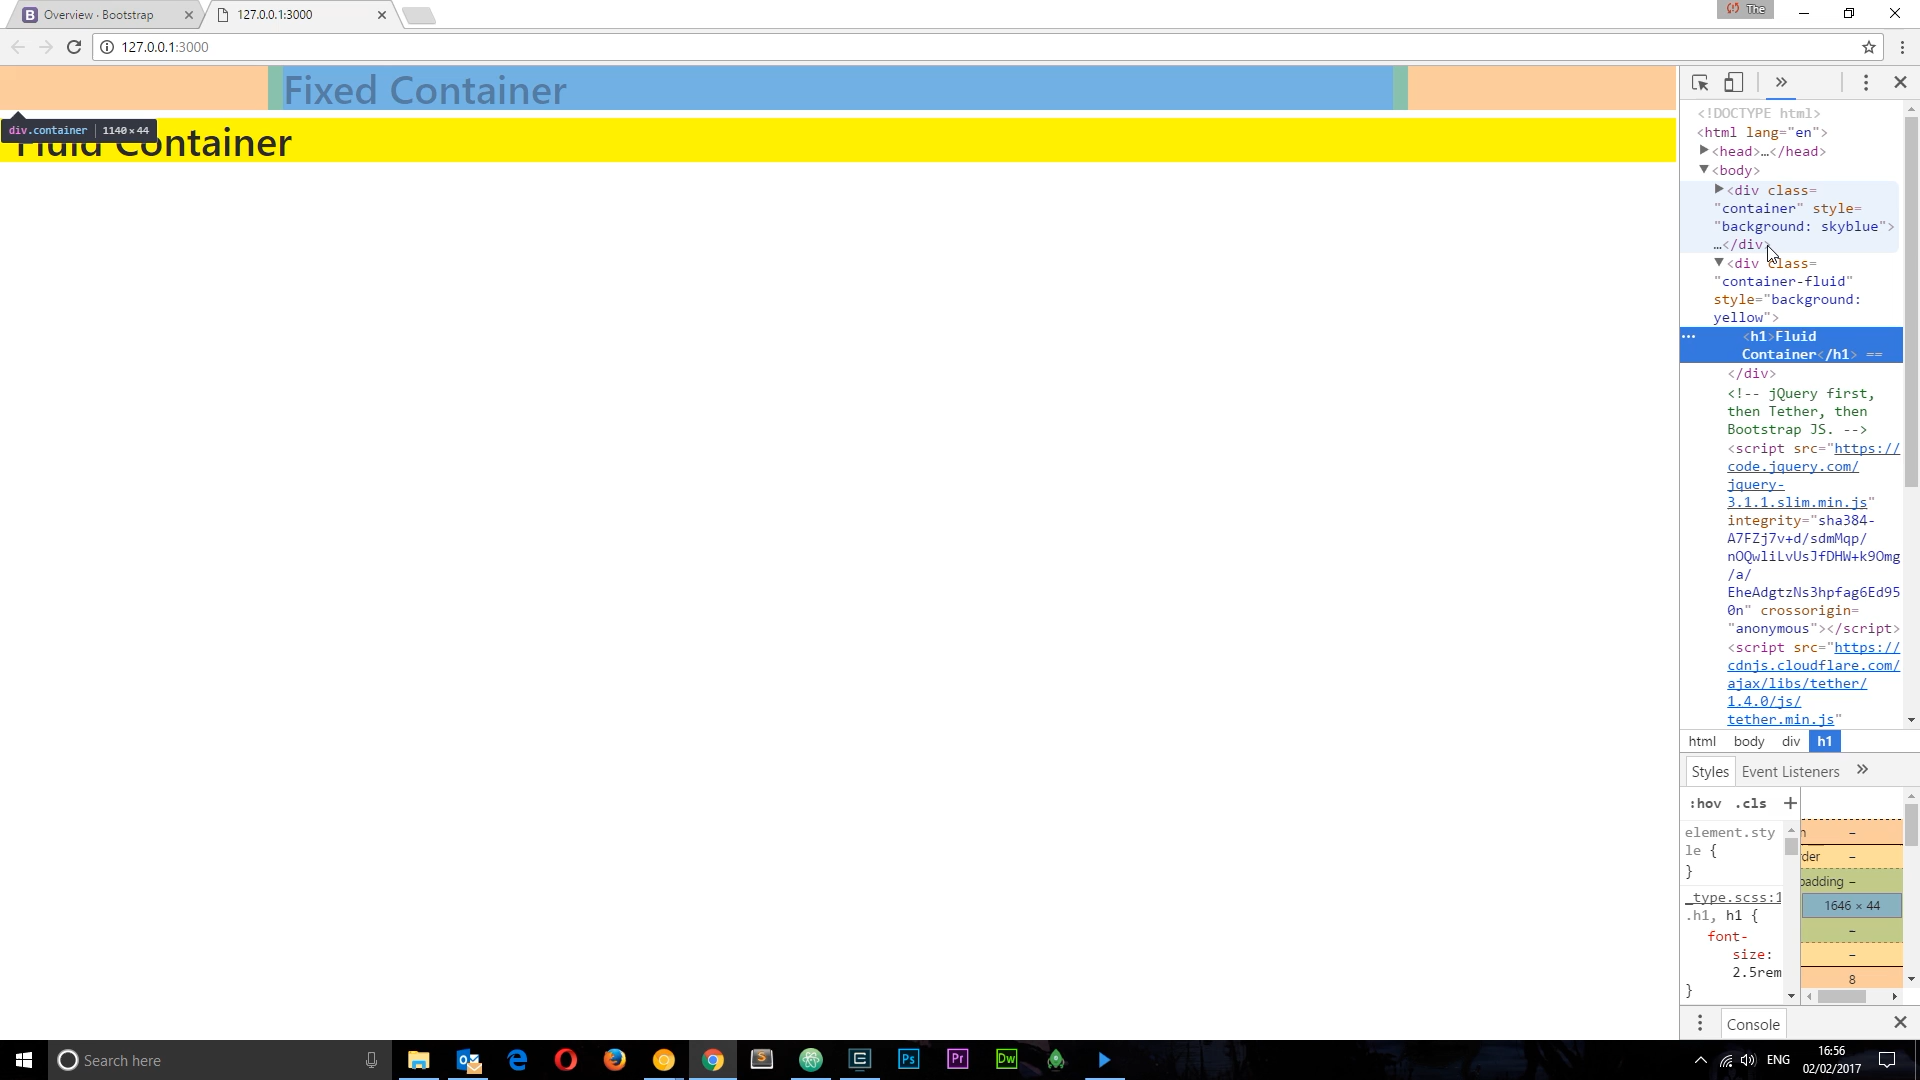 Overview · Bootstrap
127.0.0.1:3000
The
127.0.0.1:3000
Fixed Container
div.container 1140 × 44
Fluid Container
<!DOCTYPE html>
<html lang="en">
<head>…</head>
<body>
<div class=
"container" style=
"background: skyblue">
…</div>
<div class=
"container-fluid"
style="background:
yellow">
<h1>Fluid
Container</h1> ==
</div>
<!-- jQuery first,
then Tether, then
Bootstrap JS. -->
<script src="https://
code.jquery.com/
jquery-
3.1.1.slim.min.js"
integrity="sha384-
A7FZj7v+d/sdmMqp/
nOQwliLvUsJfDHW+k9Omg
/a/
EheAdgtzNs3hpfag6Ed95
0n" crossorigin=
"anonymous"></script>
<script src="https://
cdnjs.cloudflare.com/
ajax/libs/tether/
1.4.0/js/
tether.min.js"
html body div h1
Styles Event Listeners
:hov .cls +
element.sty
le {
}
_type.scss:1
.h1, h1 {
font-
size:
2.5rem
}
n –
der –
padding –
1646 × 44
–
–
8
Console
Search here
ENG
16:56
02/02/2017